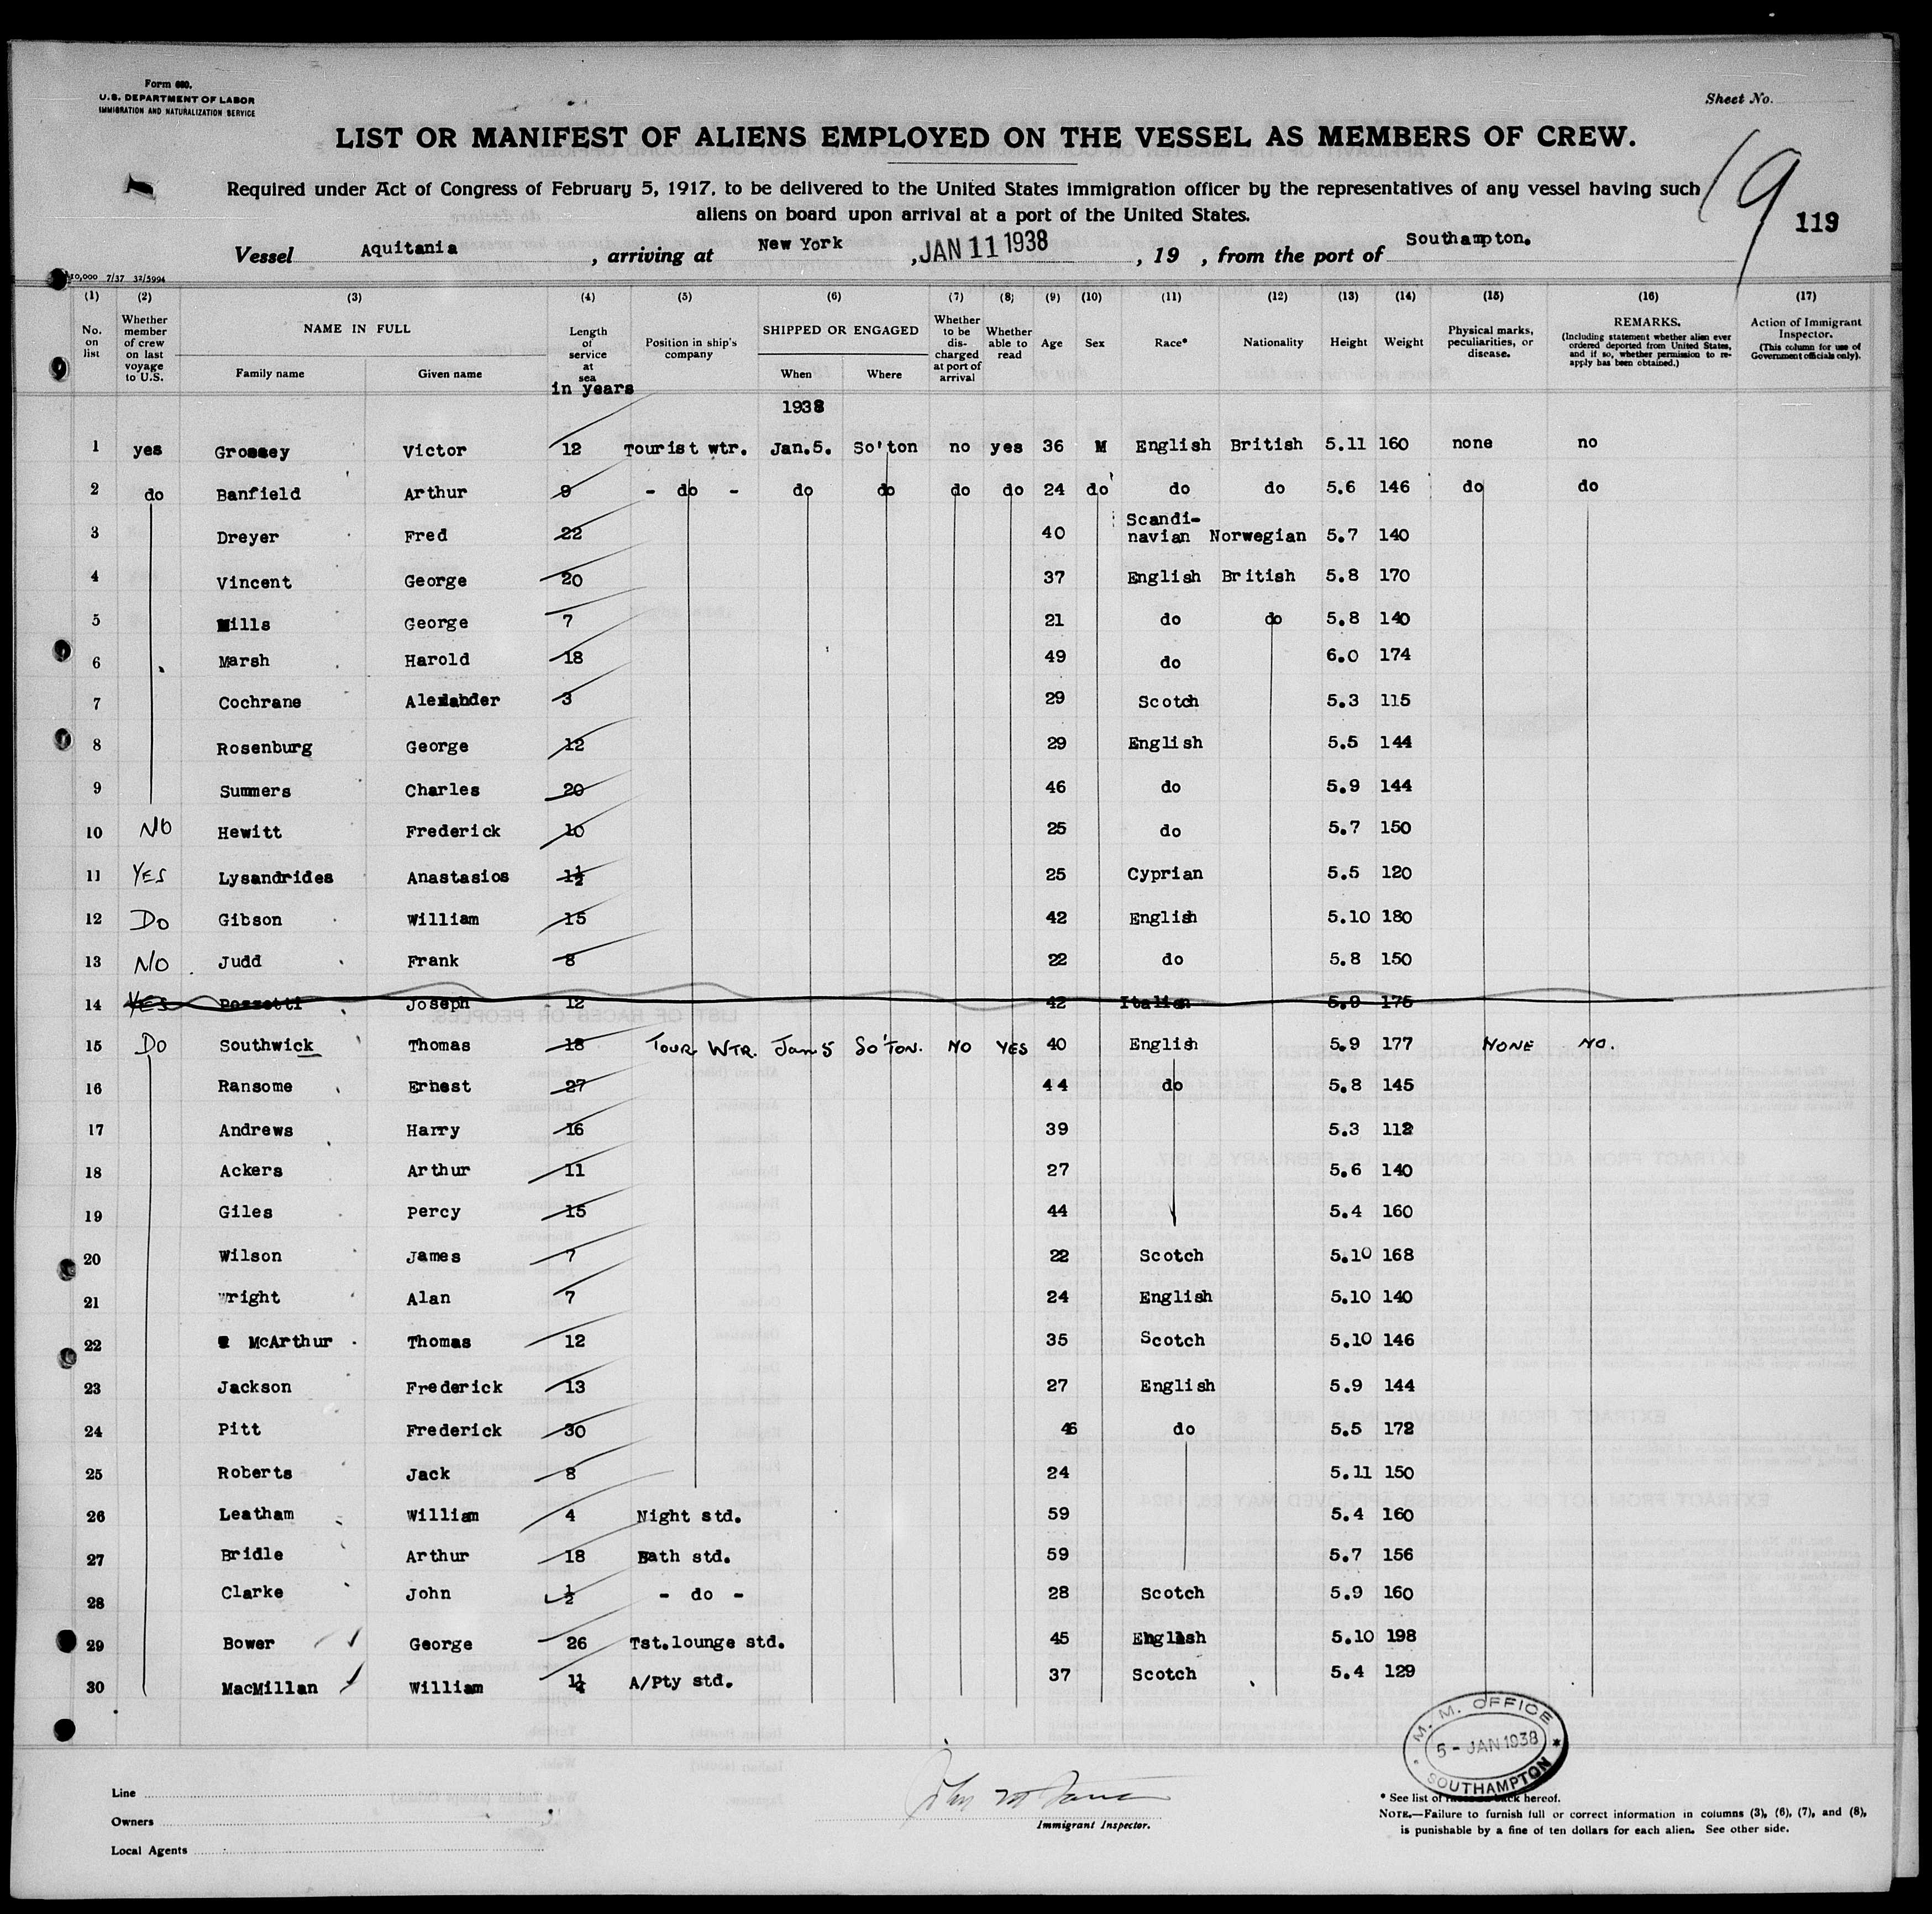 Form 680.
U.S. DEPARTMENT OF LABOR
IMMIGRATION AND NATURALIZATION SERVICE
Sheet No.
LIST OR MANIFEST OF ALIENS EMPLOYED ON THE VESSEL AS MEMBERS OF CREW.
Required under Act of Congress of February 5, 1917, to be delivered to the United States immigration officer by the representatives of any vessel having such
aliens on board upon arrival at a port of the United States.
9
119
Vessel Aquitania, arriving at New York, JAN 11 1938, 19 , from the port of Southampton.
10,000 7/37 32/5994
(1) (2) (3) (4) (5) (6) (7) (8) (9) (10) (11) (12) (13) (14) (15) (16) (17)
No. on list
Whether member of crew on last voyage to U.S.
NAME IN FULL
Family name
Given name
Length of service at sea
in years
Position in ship's company
SHIPPED OR ENGAGED
When
Where
Whether to be discharged at port of arrival
Whether able to read
Age
Sex
Race*
Nationality
Height
Weight
Physical marks, peculiarities, or disease.
REMARKS.
(Including statement whether alien ever ordered deported from United States, and if so, whether permission to reapply has been obtained.)
Action of Immigrant Inspector.
(This column for use of Government officials only).
1938
1 yes Grossey Victor 12 Tourist wtr. Jan.5. So'ton no yes 36 M English British 5.11 160 none no
2 do Banfield Arthur 9 - do - do do do do 24 do do do 5.6 146 do do
3 Dreyer Fred 22 40 Scandi-navian Norwegian 5.7 140
4 Vincent George 20 37 English British 5.8 170
5 Mills George 7 21 do do 5.8 140
6 Marsh Harold 18 49 do 6.0 174
7 Cochrane Alexander 3 29 Scotch 5.3 115
8 Rosenburg George 12 29 English 5.5 144
9 Summers Charles 20 46 do 5.9 144
10 NO Hewitt Frederick 10 25 do 5.7 150
11 YES Lysandrides Anastasios 1½ 25 Cyprian 5.5 120
12 DO Gibson William 15 42 English 5.10 180
13 NO Judd Frank 8 22 do 5.8 150
14 YES Pozzetti Joseph 12 42 Italian 5.9 175
15 DO Southwick Thomas 18 TOUR. WTR. Jan 5 SO'TON. NO YES 40 English 5.9 177 NONE NO.
16 Ransome Ernest 27 44 do 5.8 145
17 Andrews Harry 16 39 5.3 112
18 Ackers Arthur 11 27 5.6 140
19 Giles Percy 15 44 5.4 160
20 Wilson James 7 22 Scotch 5.10 168
21 Wright Alan 7 24 English 5.10 140
22 McArthur Thomas 12 35 Scotch 5.10 146
23 Jackson Frederick 13 27 English 5.9 144
24 Pitt Frederick 30 46 do 5.5 172
25 Roberts Jack 8 24 5.11 150
26 Leatham William 4 Night std. 59 5.4 160
27 Bridle Arthur 18 Bath std. 59 5.7 156
28 Clarke John ½ - do - 28 Scotch 5.9 160
29 Bower George 26 Tst.lounge std. 45 English 5.10 198
30 MacMillan William 1¼ A/Pty std. 37 Scotch 5.4 129
M. M. OFFICE
5 - JAN 1938
SOUTHAMPTON
Line
Owners
Local Agents
Immigrant Inspector.
* See list of races on back hereof.
NOTE.—Failure to furnish full or correct information in columns (3), (6), (7), and (8),
is punishable by a fine of ten dollars for each alien. See other side.